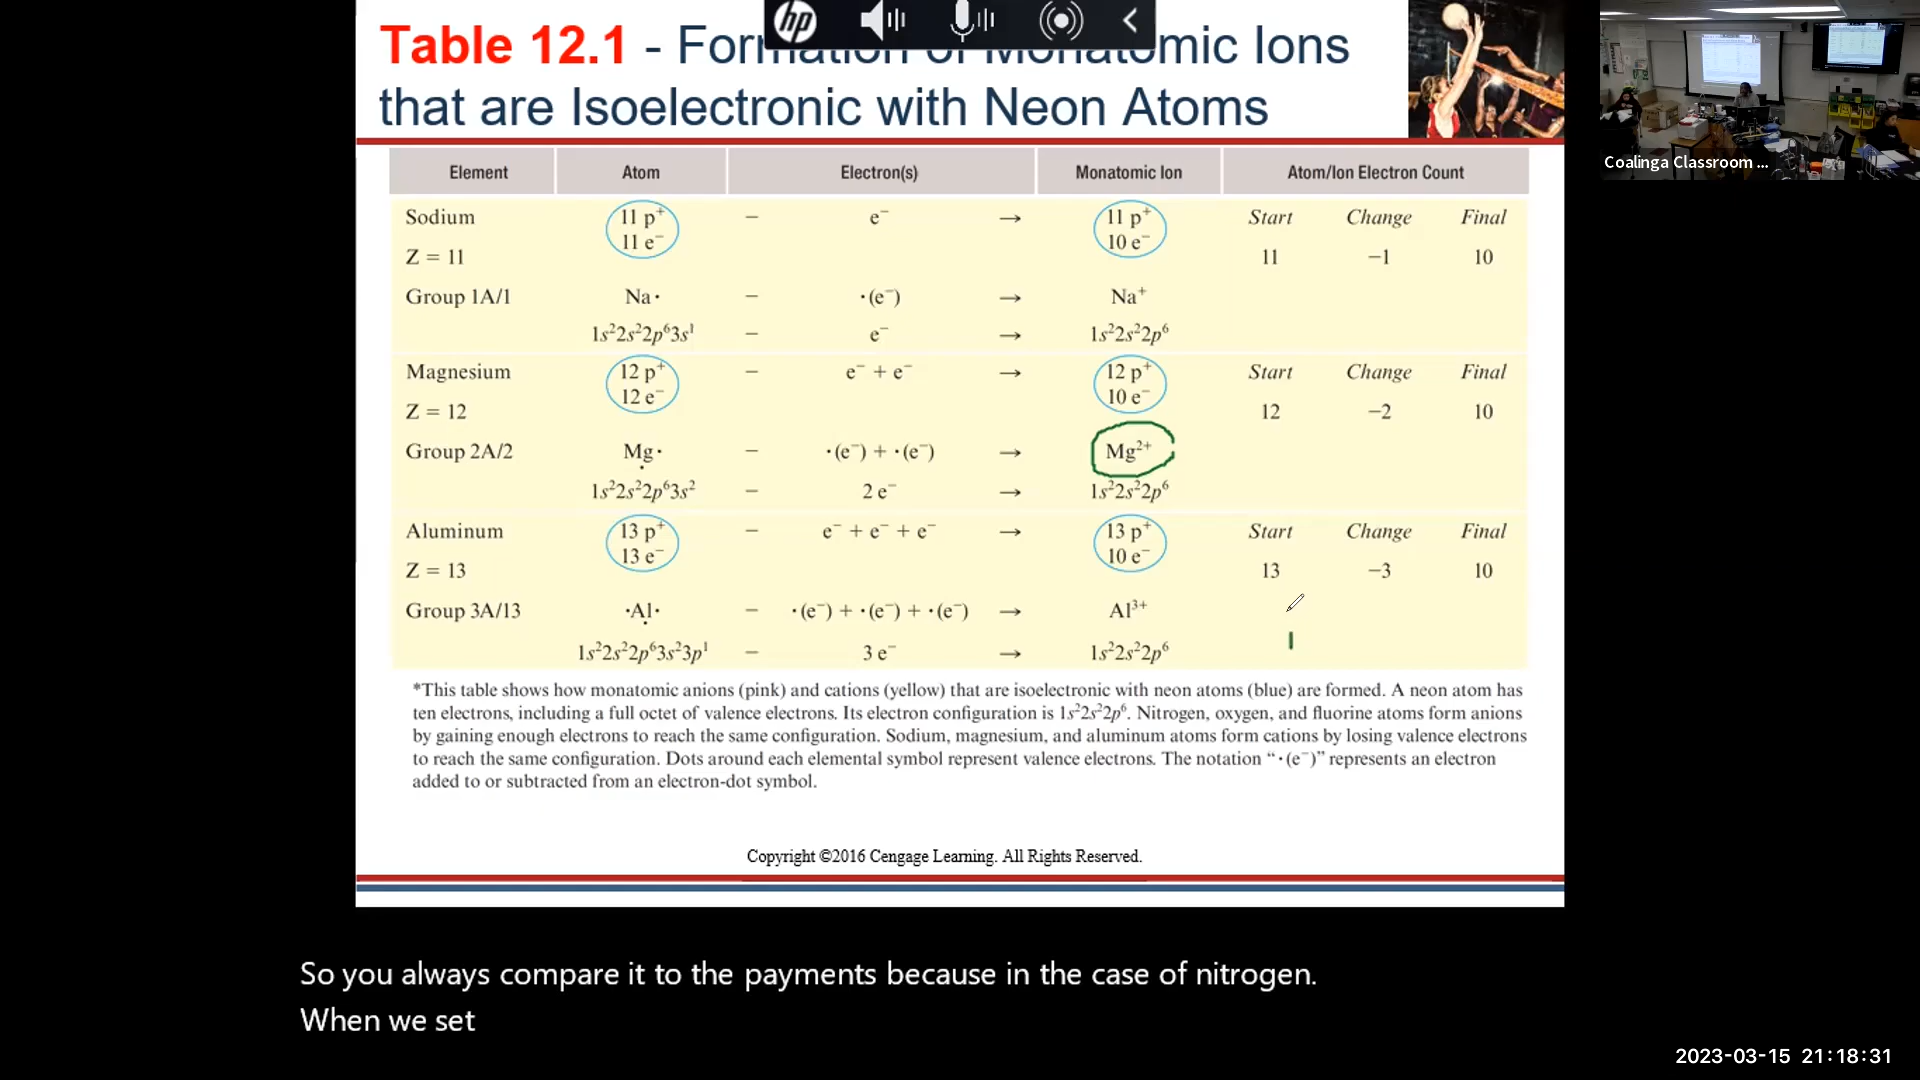 hp
Table 12.1 - Formation of Monatomic Ions
that are Isoelectronic with Neon Atoms
Coalinga Classroom ...
Element Atom Electron(s) Monatomic Ion Atom/Ion Electron Count
Sodium 11 p⁺ − e⁻ → 11 p⁺ Start Change Final
11 e⁻ 10 e⁻
Z = 11 11 −1 10
Group 1A/1 Na· − ·(e⁻) → Na⁺
1s²2s²2p⁶3s¹ − e⁻ → 1s²2s²2p⁶
Magnesium 12 p⁺ − e⁻ + e⁻ → 12 p⁺ Start Change Final
12 e⁻ 10 e⁻
Z = 12 12 −2 10
Group 2A/2 Mg· − ·(e⁻) + ·(e⁻) → Mg²⁺
1s²2s²2p⁶3s² − 2 e⁻ → 1s²2s²2p⁶
Aluminum 13 p⁺ − e⁻ + e⁻ + e⁻ → 13 p⁺ Start Change Final
13 e⁻ 10 e⁻
Z = 13 13 −3 10
Group 3A/13 ·Al· − ·(e⁻) + ·(e⁻) + ·(e⁻) → Al³⁺
1s²2s²2p⁶3s²3p¹ − 3 e⁻ → 1s²2s²2p⁶
*This table shows how monatomic anions (pink) and cations (yellow) that are isoelectronic with neon atoms (blue) are formed. A neon atom has
ten electrons, including a full octet of valence electrons. Its electron configuration is 1s²2s²2p⁶. Nitrogen, oxygen, and fluorine atoms form anions
by gaining enough electrons to reach the same configuration. Sodium, magnesium, and aluminum atoms form cations by losing valence electrons
to reach the same configuration. Dots around each elemental symbol represent valence electrons. The notation “·(e⁻)” represents an electron
added to or subtracted from an electron-dot symbol.
Copyright ©2016 Cengage Learning. All Rights Reserved.
So you always compare it to the payments because in the case of nitrogen.
When we set
2023-03-15 21:18:31